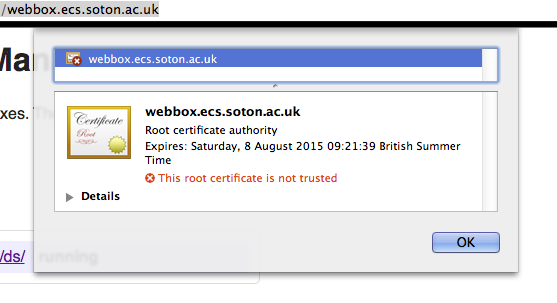 /webbox.ecs.soton.ac.uk
Man
webbox.ecs.soton.ac.uk
xes. Th
webbox.ecs.soton.ac.uk
Certificate
Root
Root certificate authority
Expires: Saturday, 8 August 2015 09:21:39 British Summer
Time
This root certificate is not trusted
Details
OK
/ds/ running